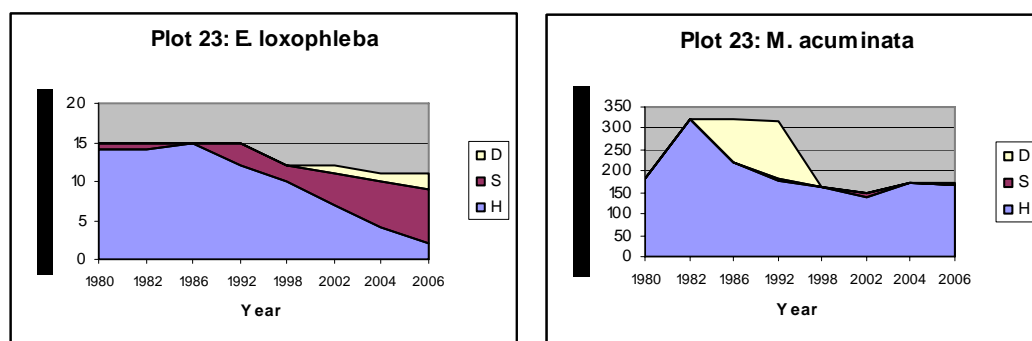 Plot 23: E. loxophleba
20
15
10
5
0
1980 1982 1986 1992 1998 2002 2004 2006
Year
D
S
H
Plot 23: M. acuminata
350
300
250
200
150
100
50
0
1980 1982 1986 1992 1998 2002 2004 2006
Year
D
S
H